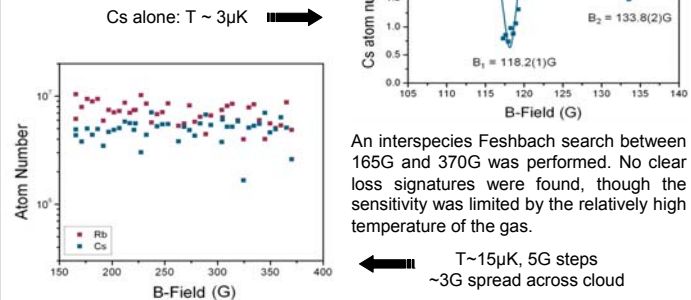 Cs alone: T ~ 3μK
Cs atom
1.0
0.5
0.0
B₁ = 118.2(1)G
B₂ = 133.8(2)G
105
110
115
120
125
130
135
140
B-Field (G)
An interspecies Feshbach search between
165G and 370G was performed. No clear
loss signatures were found, though the
sensitivity was limited by the relatively high
temperature of the gas.
T~15μK, 5G steps
~3G spread across cloud
Atom Number
10⁷
10⁶
Rb
Cs
150
200
250
300
350
400
B-Field (G)